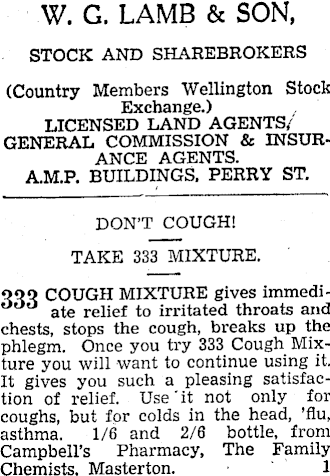 W. G. LAMB & SON,
STOCK AND SHAREBROKERS
(Country Members Wellington Stock
Exchange.)
LICENSED LAND AGENTS,
GENERAL COMMISSION & INSUR-
ANCE AGENTS.
A.M.P. BUILDINGS, PERRY ST.
DON'T COUGH!
TAKE 333 MIXTURE.
333 COUGH MIXTURE gives immedi-
ate relief to irritated throats and
chests, stops the cough, breaks up the
phlegm. Once you try 333 Cough Mix-
ture you will want to continue using it.
It gives you such a pleasing satisfac-
tion of relief. Use it not only for
coughs, but for colds in the head, 'flu,
asthma. 1/6 and 2/6 bottle, from
Campbell's Pharmacy, The Family
Chemists, Masterton. 1